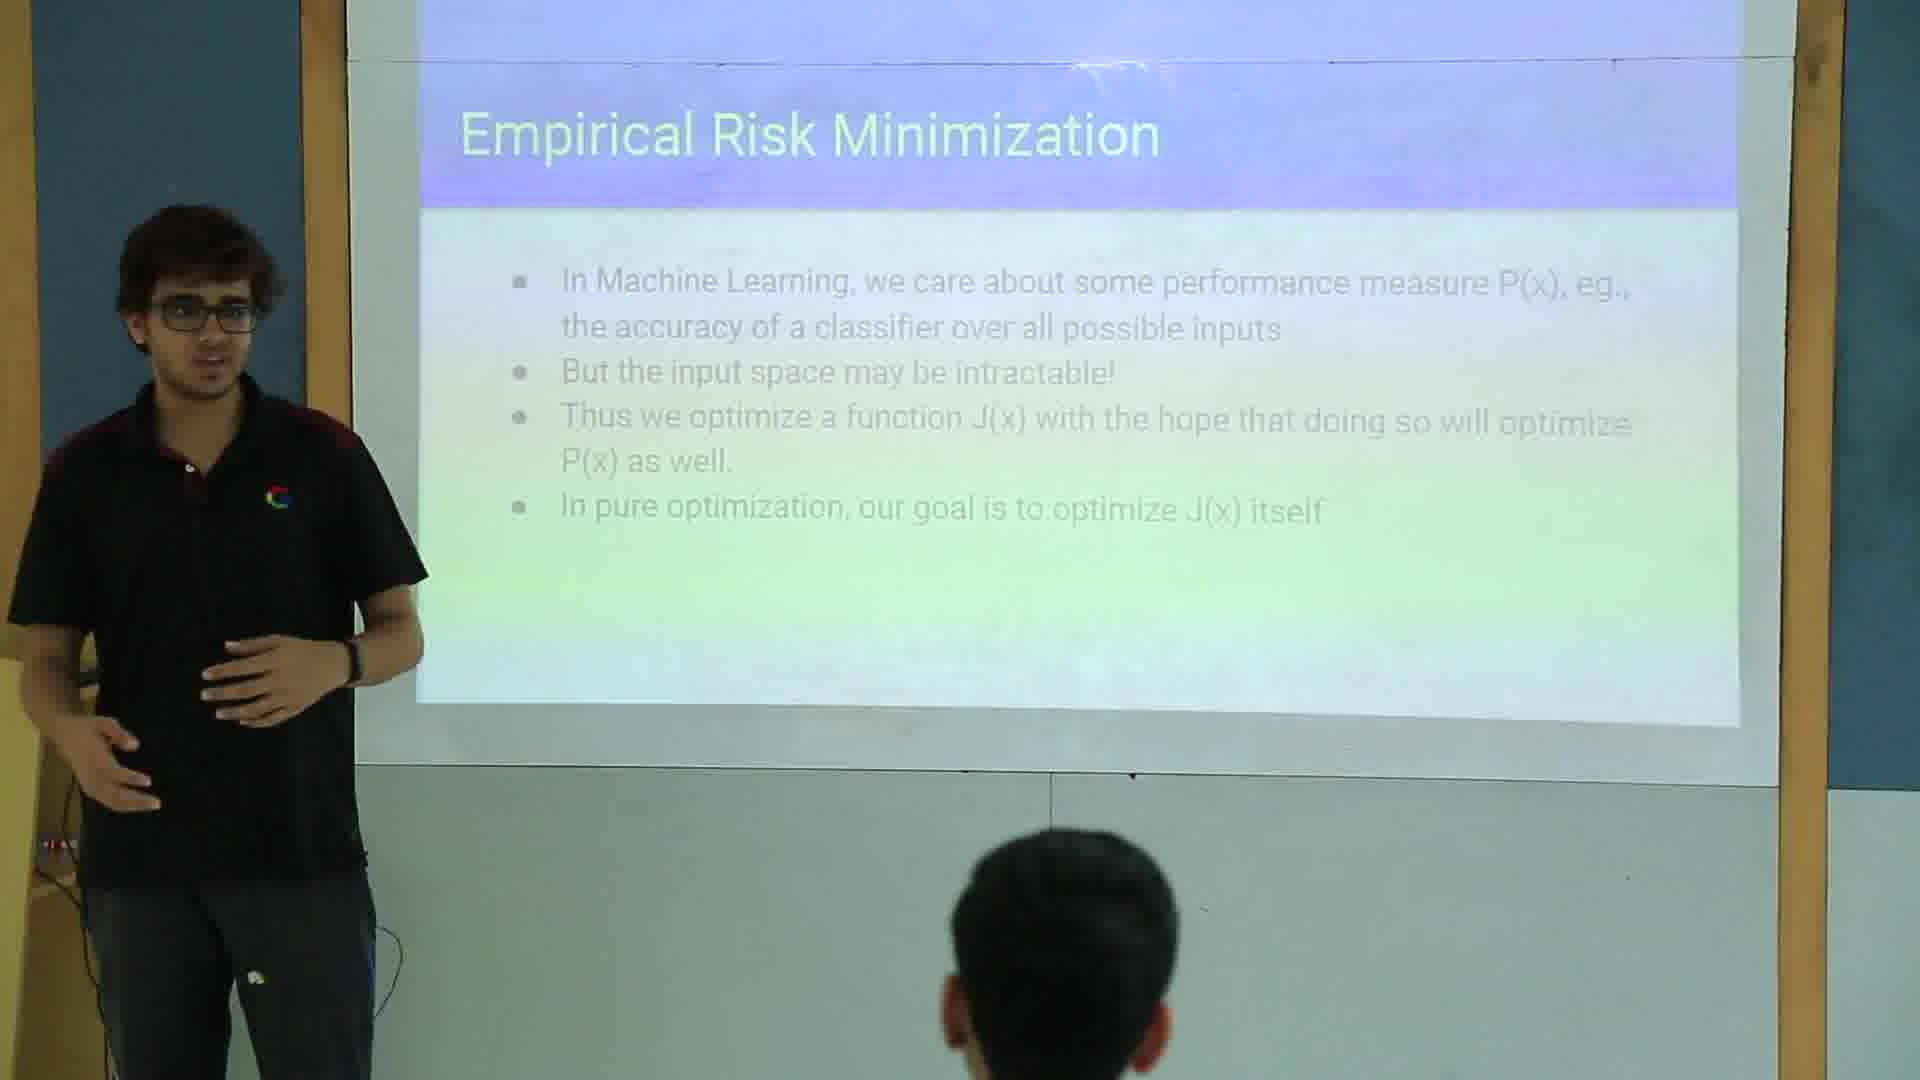 Empirical Risk Minimization
● In Machine Learning, we care about some performance measure P(x), eg.,
the accuracy of a classifier over all possible inputs
● But the input space may be intractable!
● Thus we optimize a function J(x) with the hope that doing so will optimize
P(x) as well.
● In pure optimization, our goal is to optimize J(x) itself